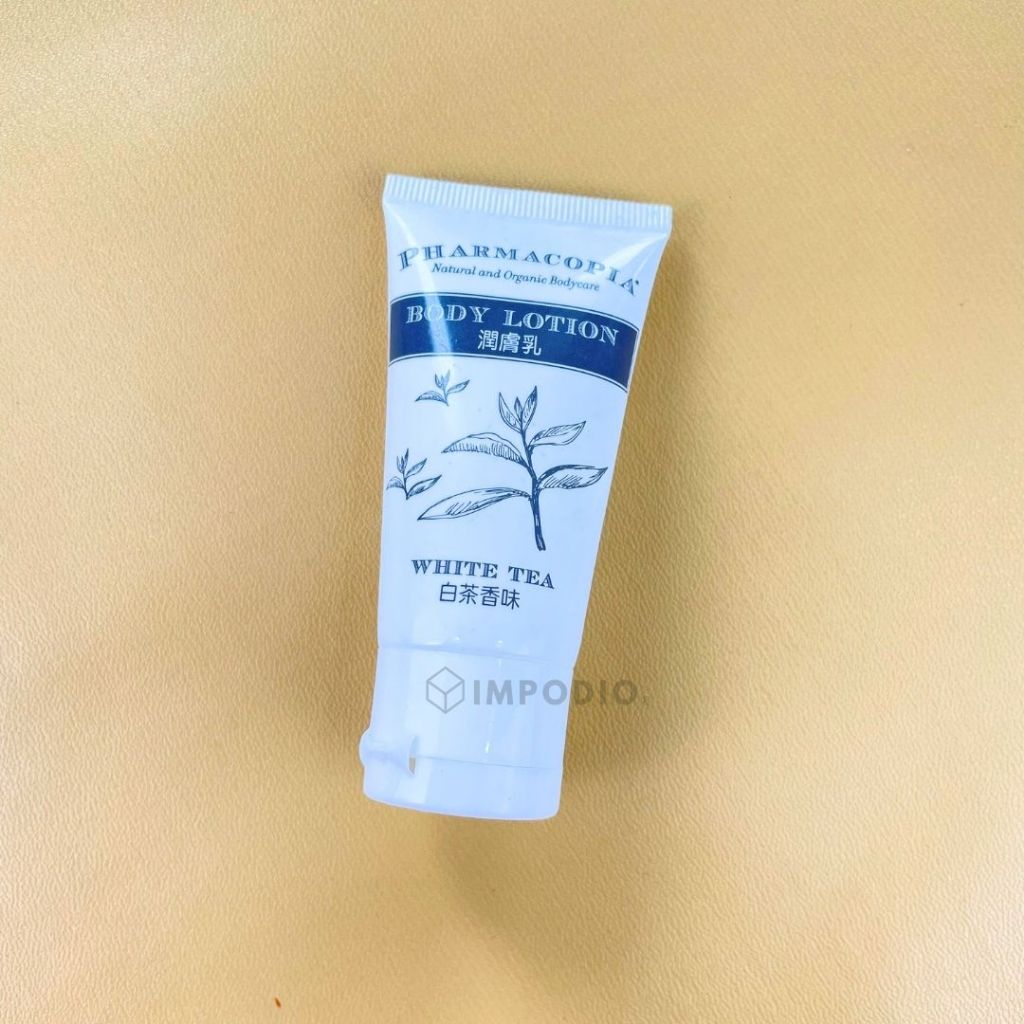 PHARMACOPIA
Natural and Organic Bodycare
BODY LOTION
潤膚乳
WHITE TEA
白茶香味
IMPODIO